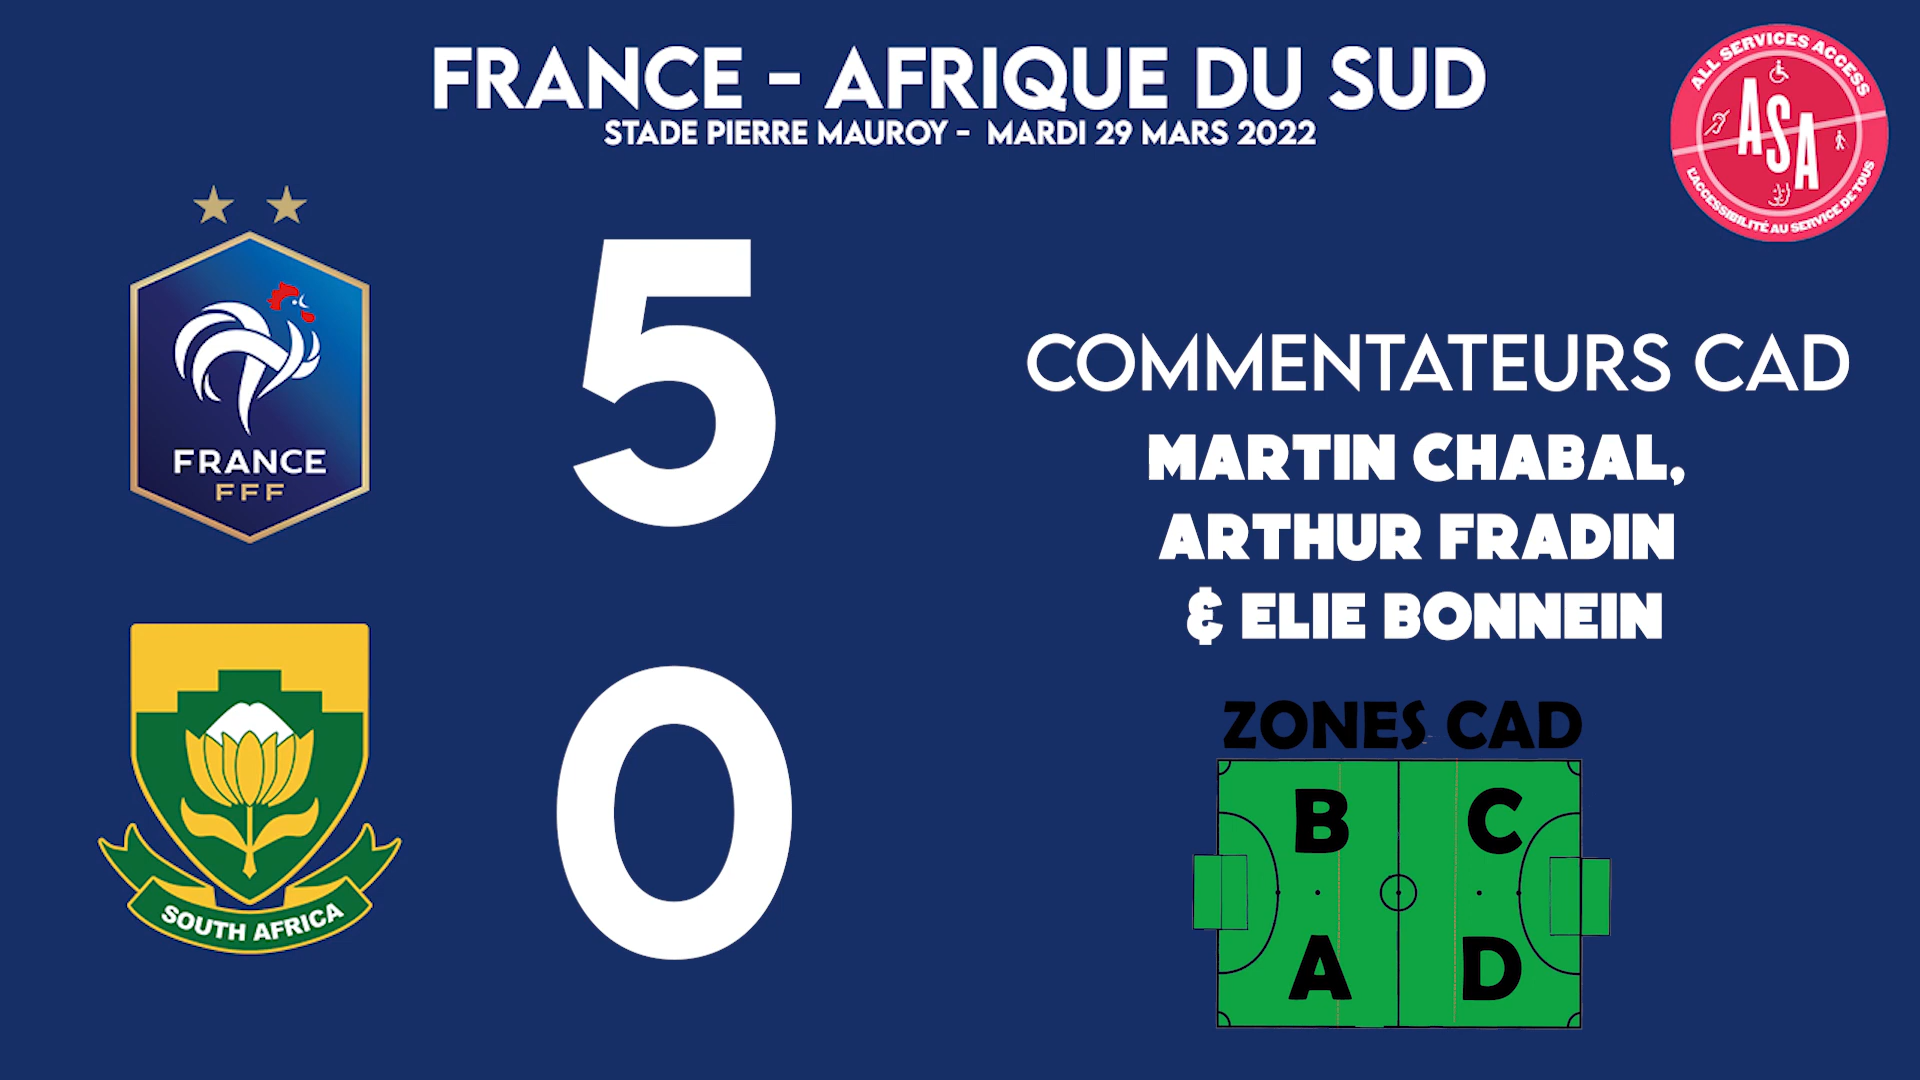 FRANCE - AFRIQUE DU SUD
STADE PIERRE MAUROY - MARDI 29 MARS 2022
ALL SERVICES ACCESS
ASA
L'ACCESSIBILITÉ AU SERVICE DE TOUS
FRANCE
FFF
5
COMMENTATEURS CAD
MARTIN CHABAL,
ARTHUR FRADIN
& ELIE BONNEIN
SOUTH AFRICA
0
ZONES CAD
B C
A D